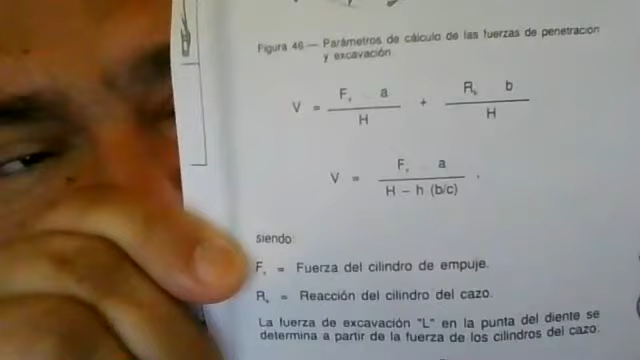 Figura 46.— Parámetros de cálculo de las fuerzas de penetración
y excavación.
V = F, a / H + R, b / H
V = F, a / H – h (b/c) .
siendo:
F, = Fuerza del cilindro de empuje.
R, = Reacción del cilindro del cazo.
La fuerza de excavación "L" en la punta del diente se
determina a partir de la fuerza de los cilindros del cazo.